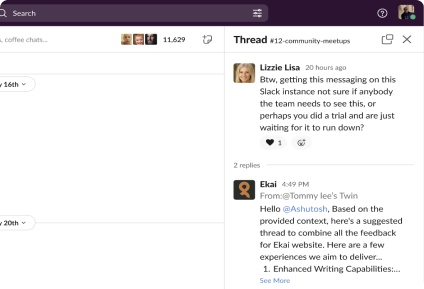 Search
, coffee chats...
11,629
y 16th
y 20th
Thread #12-community-meetups
Lizzie Lisa 20 hours ago
Btw, getting this messaging on this
Slack instance not sure if anybody
the team needs to see this, or
perhaps you did a trial and are just
waiting for it to run down?
1
2 replies
Ekai 4:49 PM
From:@Tommy lee's Twin
Hello @Ashutosh, Based on the
provided context, here's a suggested
thread to combine all the feedback
for Ekai website. Here are a few
experiences we aim to deliver...
1. Enhanced Writing Capabilities:...
See More